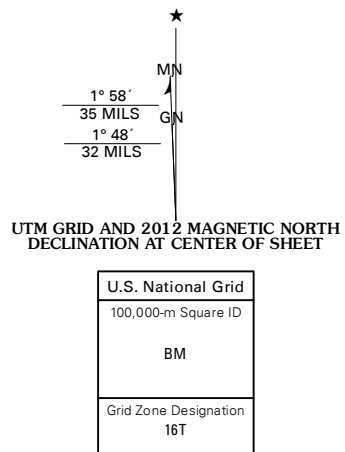 MN
1° 58´
35 MILS
GN
1° 48´
32 MILS
UTM GRID AND 2012 MAGNETIC NORTH
DECLINATION AT CENTER OF SHEET
U.S. National Grid
100,000-m Square ID
BM
Grid Zone Designation
16T